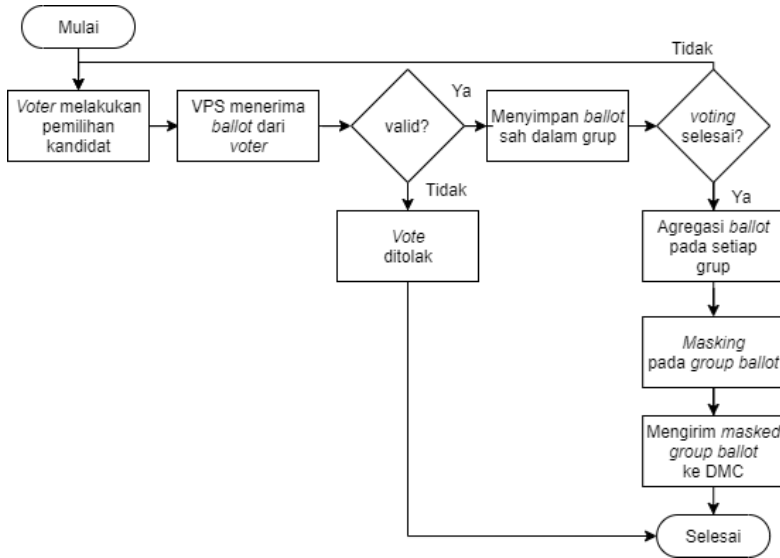 Mulai
Tidak
Voter melakukan
pemilihan
kandidat
VPS menerima
ballot dari
voter
valid?
Ya
Menyimpan ballot
sah dalam grup
voting
selesai?
Tidak
Ya
Vote
ditolak
Agregasi ballot
pada setiap
grup
Masking
pada group ballot
Mengirim masked
group ballot
ke DMC
Selesai